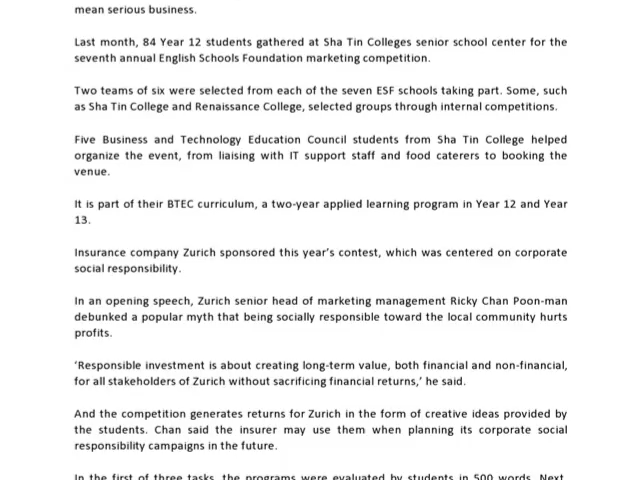 mean serious business.
Last month, 84 Year 12 students gathered at Sha Tin Colleges senior school center for the
seventh annual English Schools Foundation marketing competition.
Two teams of six were selected from each of the seven ESF schools taking part. Some, such
as Sha Tin College and Renaissance College, selected groups through internal competitions.
Five Business and Technology Education Council students from Sha Tin College helped
organize the event, from liaising with IT support staff and food caterers to booking the
venue.
It is part of their BTEC curriculum, a two-year applied learning program in Year 12 and Year
13.
Insurance company Zurich sponsored this year's contest, which was centered on corporate
social responsibility.
In an opening speech, Zurich senior head of marketing management Ricky Chan Poon-man
debunked a popular myth that being socially responsible toward the local community hurts
profits.
'Responsible investment is about creating long-term value, both financial and non-financial,
for all stakeholders of Zurich without sacrificing financial returns,' he said.
And the competition generates returns for Zurich in the form of creative ideas provided by
the students. Chan said the insurer may use them when planning its corporate social
responsibility campaigns in the future.
In the first of three tasks, the programs were evaluated by students in 500 words. Next,